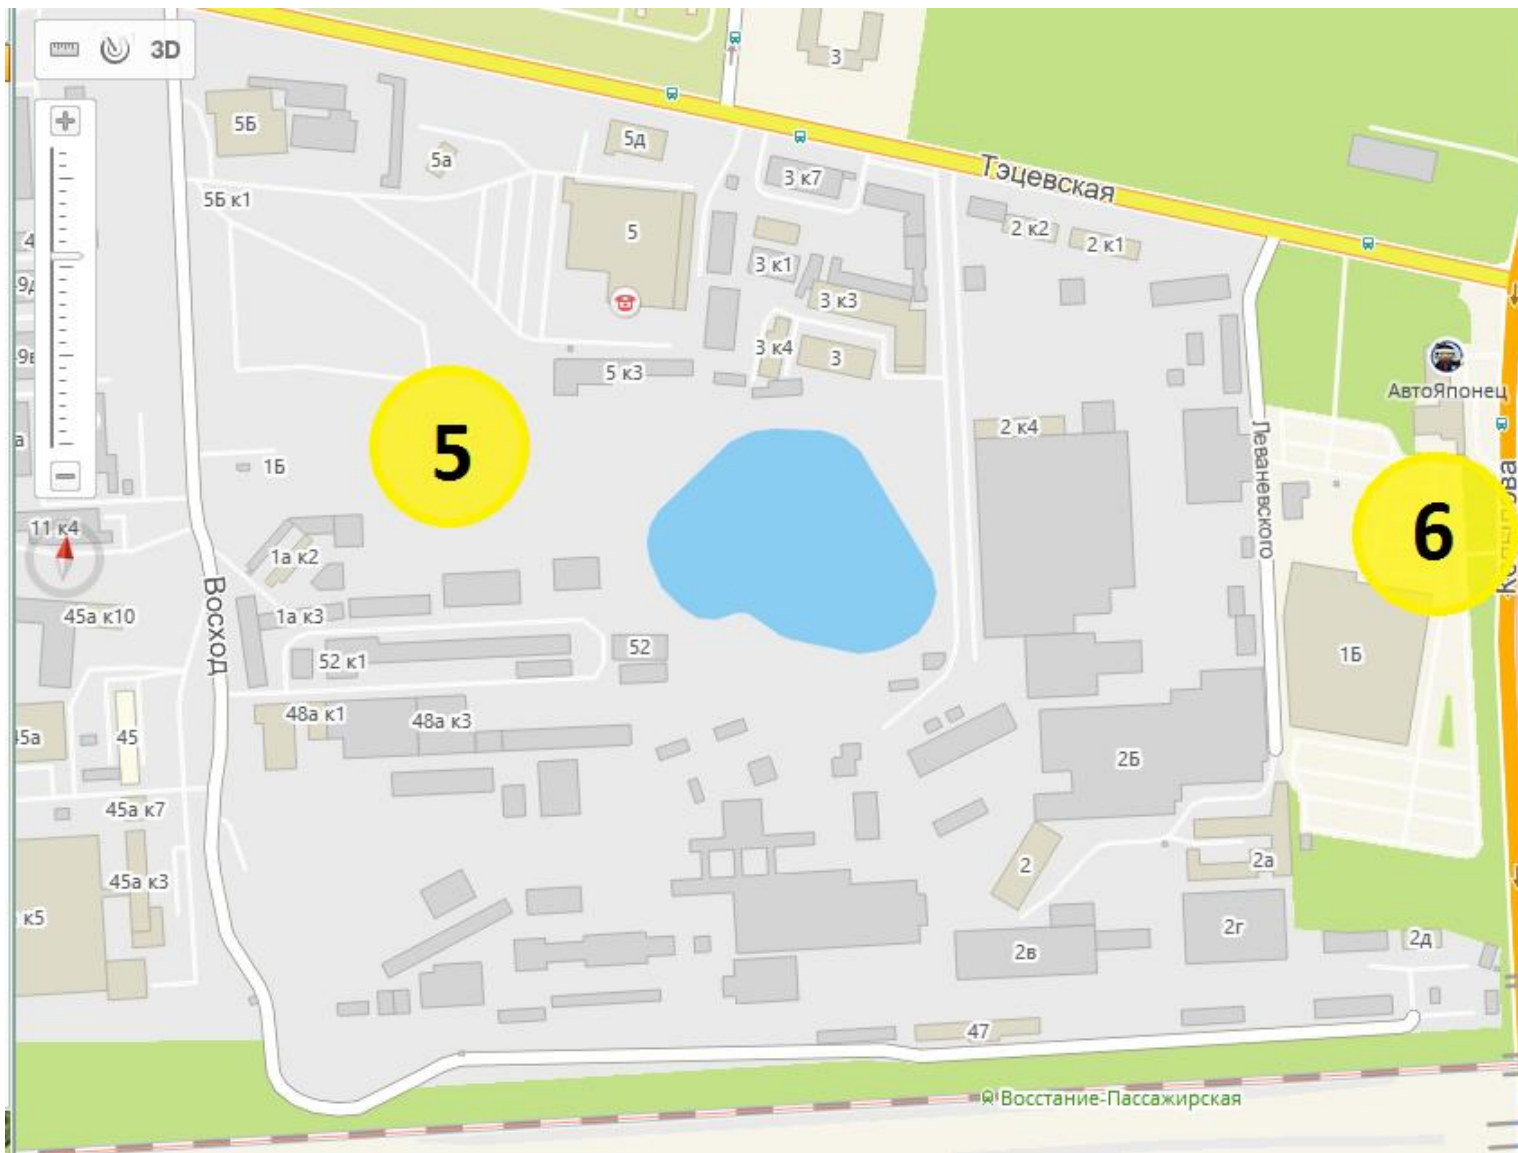 3D
3
5Б
5а
5д
5Б к1
3 к7
Тэцевская
5
2 к2
2 к1
3 к1
3 к3
3 к4
3
5 к3
АвтоЯпонец
2 к4
5
1Б
Леваневского
6
11 к4
1а к2
Восход
45а к10
1а к3
52 к1
52
1Б
48а к1
48а к3
45
2Б
45а к7
45а к3
2
2а
к5
2в
2г
2д
47
Восстание-Пассажирская